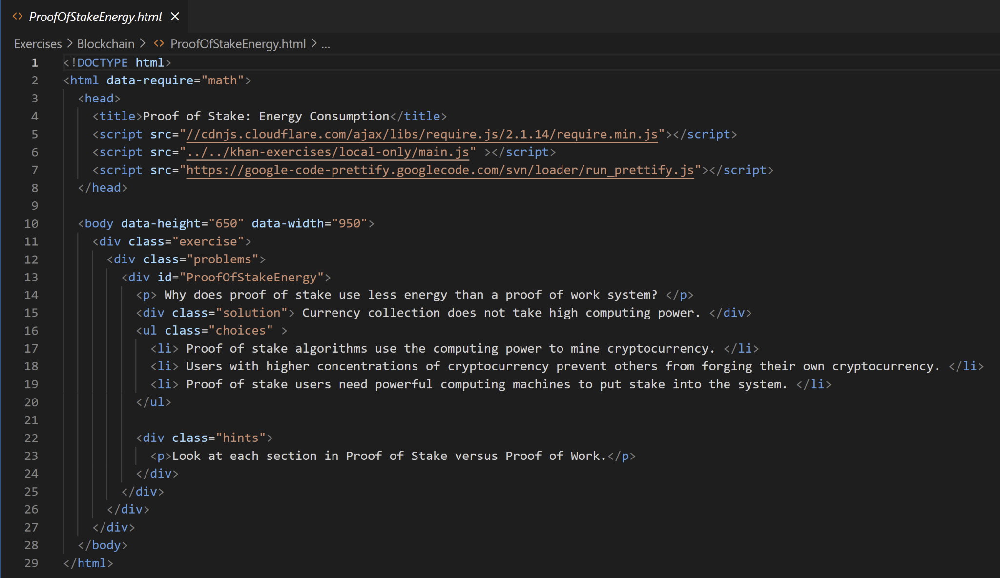 <> ProofOfStakeEnergy.html ×
Exercises > Blockchain > <> ProofOfStakeEnergy.html > ...
1 <!DOCTYPE html>
2 <html data-require="math">
3   <head>
4     <title>Proof of Stake: Energy Consumption</title>
5     <script src="//cdnjs.cloudflare.com/ajax/libs/require.js/2.1.14/require.min.js"></script>
6     <script src="../../khan-exercises/local-only/main.js" ></script>
7     <script src="https://google-code-prettify.googlecode.com/svn/loader/run_prettify.js"></script>
8   </head>
9
10   <body data-height="650" data-width="950">
11     <div class="exercise">
12       <div class="problems">
13         <div id="ProofOfStakeEnergy">
14           <p> Why does proof of stake use less energy than a proof of work system? </p>
15           <div class="solution"> Currency collection does not take high computing power. </div>
16           <ul class="choices" >
17             <li> Proof of stake algorithms use the computing power to mine cryptocurrency. </li>
18             <li> Users with higher concentrations of cryptocurrency prevent others from forging their own cryptocurrency. </li>
19             <li> Proof of stake users need powerful computing machines to put stake into the system. </li>
20           </ul>
21
22           <div class="hints">
23             <p>Look at each section in Proof of Stake versus Proof of Work.</p>
24           </div>
25         </div>
26       </div>
27     </div>
28   </body>
29 </html>